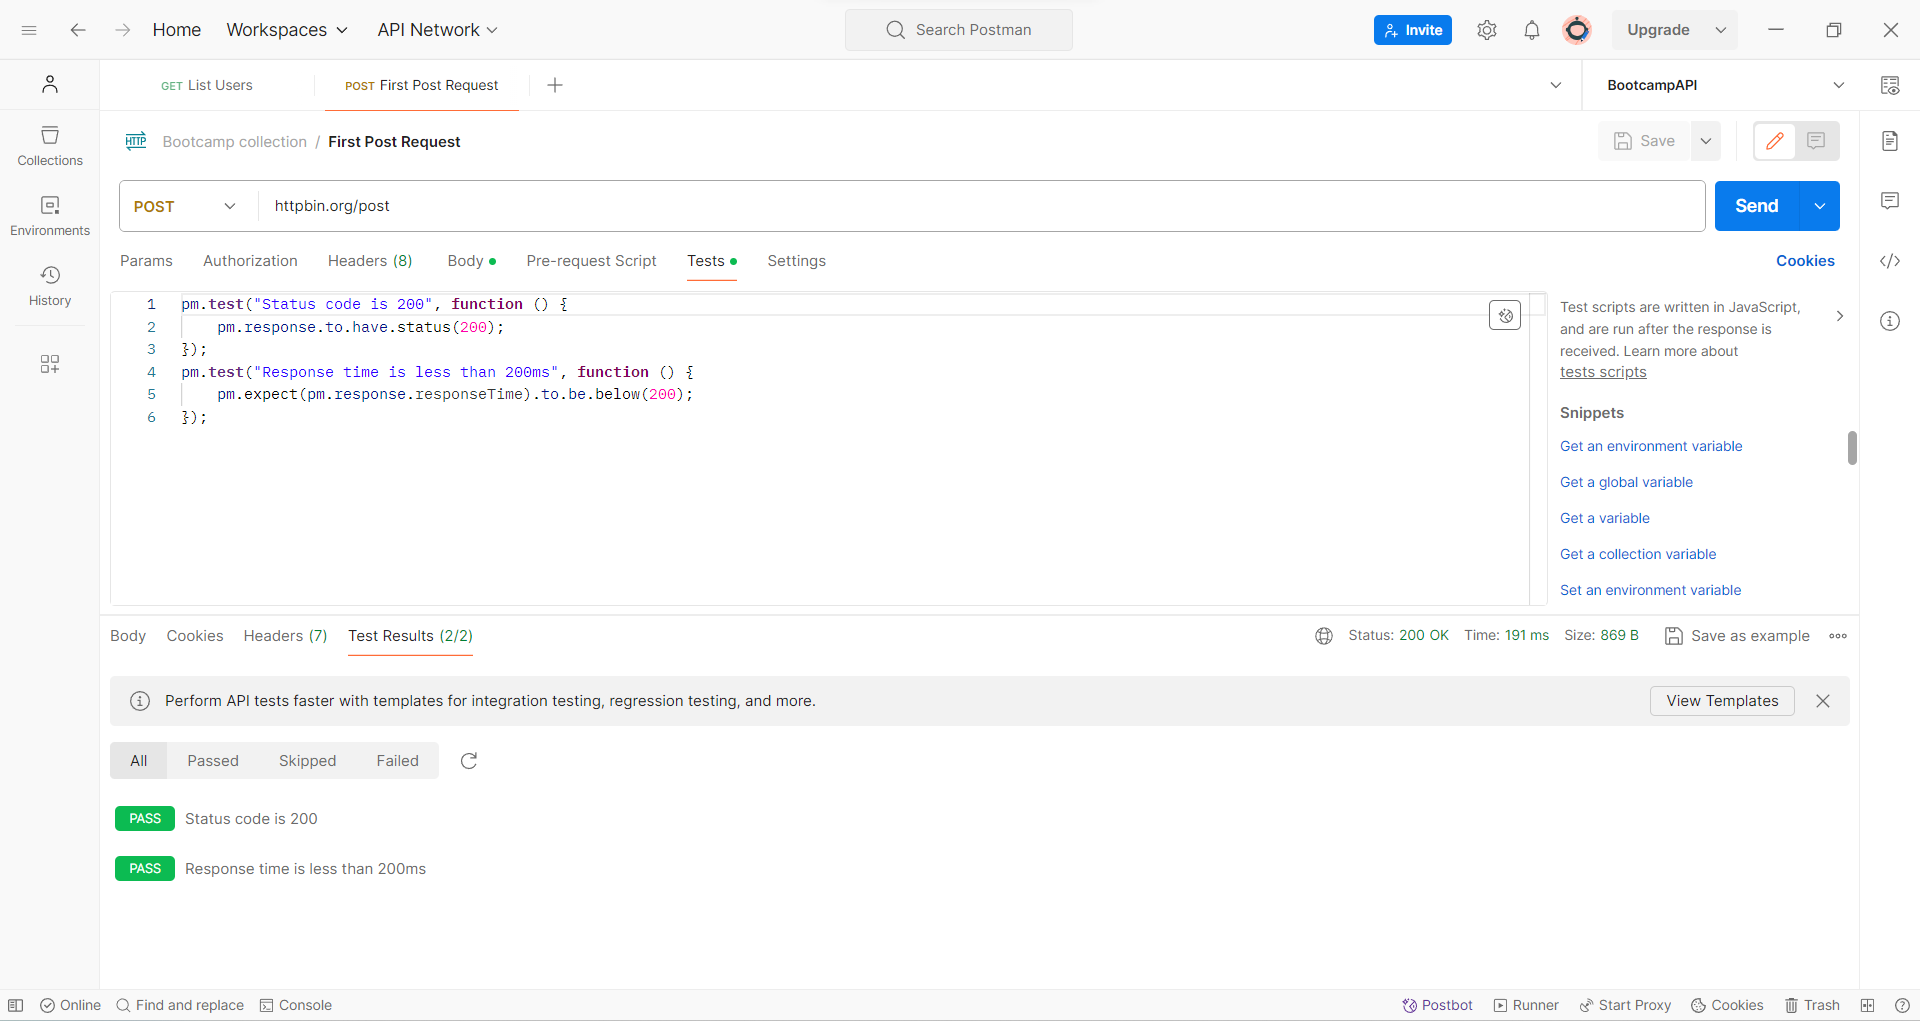 Home Workspaces API Network Search Postman Invite Upgrade
GET List Users POST First Post Request BootcampAPI
HTTP Bootcamp collection / First Post Request Save
Collections
Environments
History
POST httpbin.org/post Send
Params Authorization Headers (8) Body Pre-request Script Tests Settings Cookies
1 pm.test("Status code is 200", function () {
2 pm.response.to.have.status(200);
3 });
4 pm.test("Response time is less than 200ms", function () {
5 pm.expect(pm.response.responseTime).to.be.below(200);
6 });
Test scripts are written in JavaScript,
and are run after the response is
received. Learn more about
tests scripts
Snippets
Get an environment variable
Get a global variable
Get a variable
Get a collection variable
Set an environment variable
Body Cookies Headers (7) Test Results (2/2) Status: 200 OK Time: 191 ms Size: 869 B Save as example
Perform API tests faster with templates for integration testing, regression testing, and more. View Templates
All Passed Skipped Failed
PASS Status code is 200
PASS Response time is less than 200ms
Online Find and replace Console Postbot Runner Start Proxy Cookies Trash